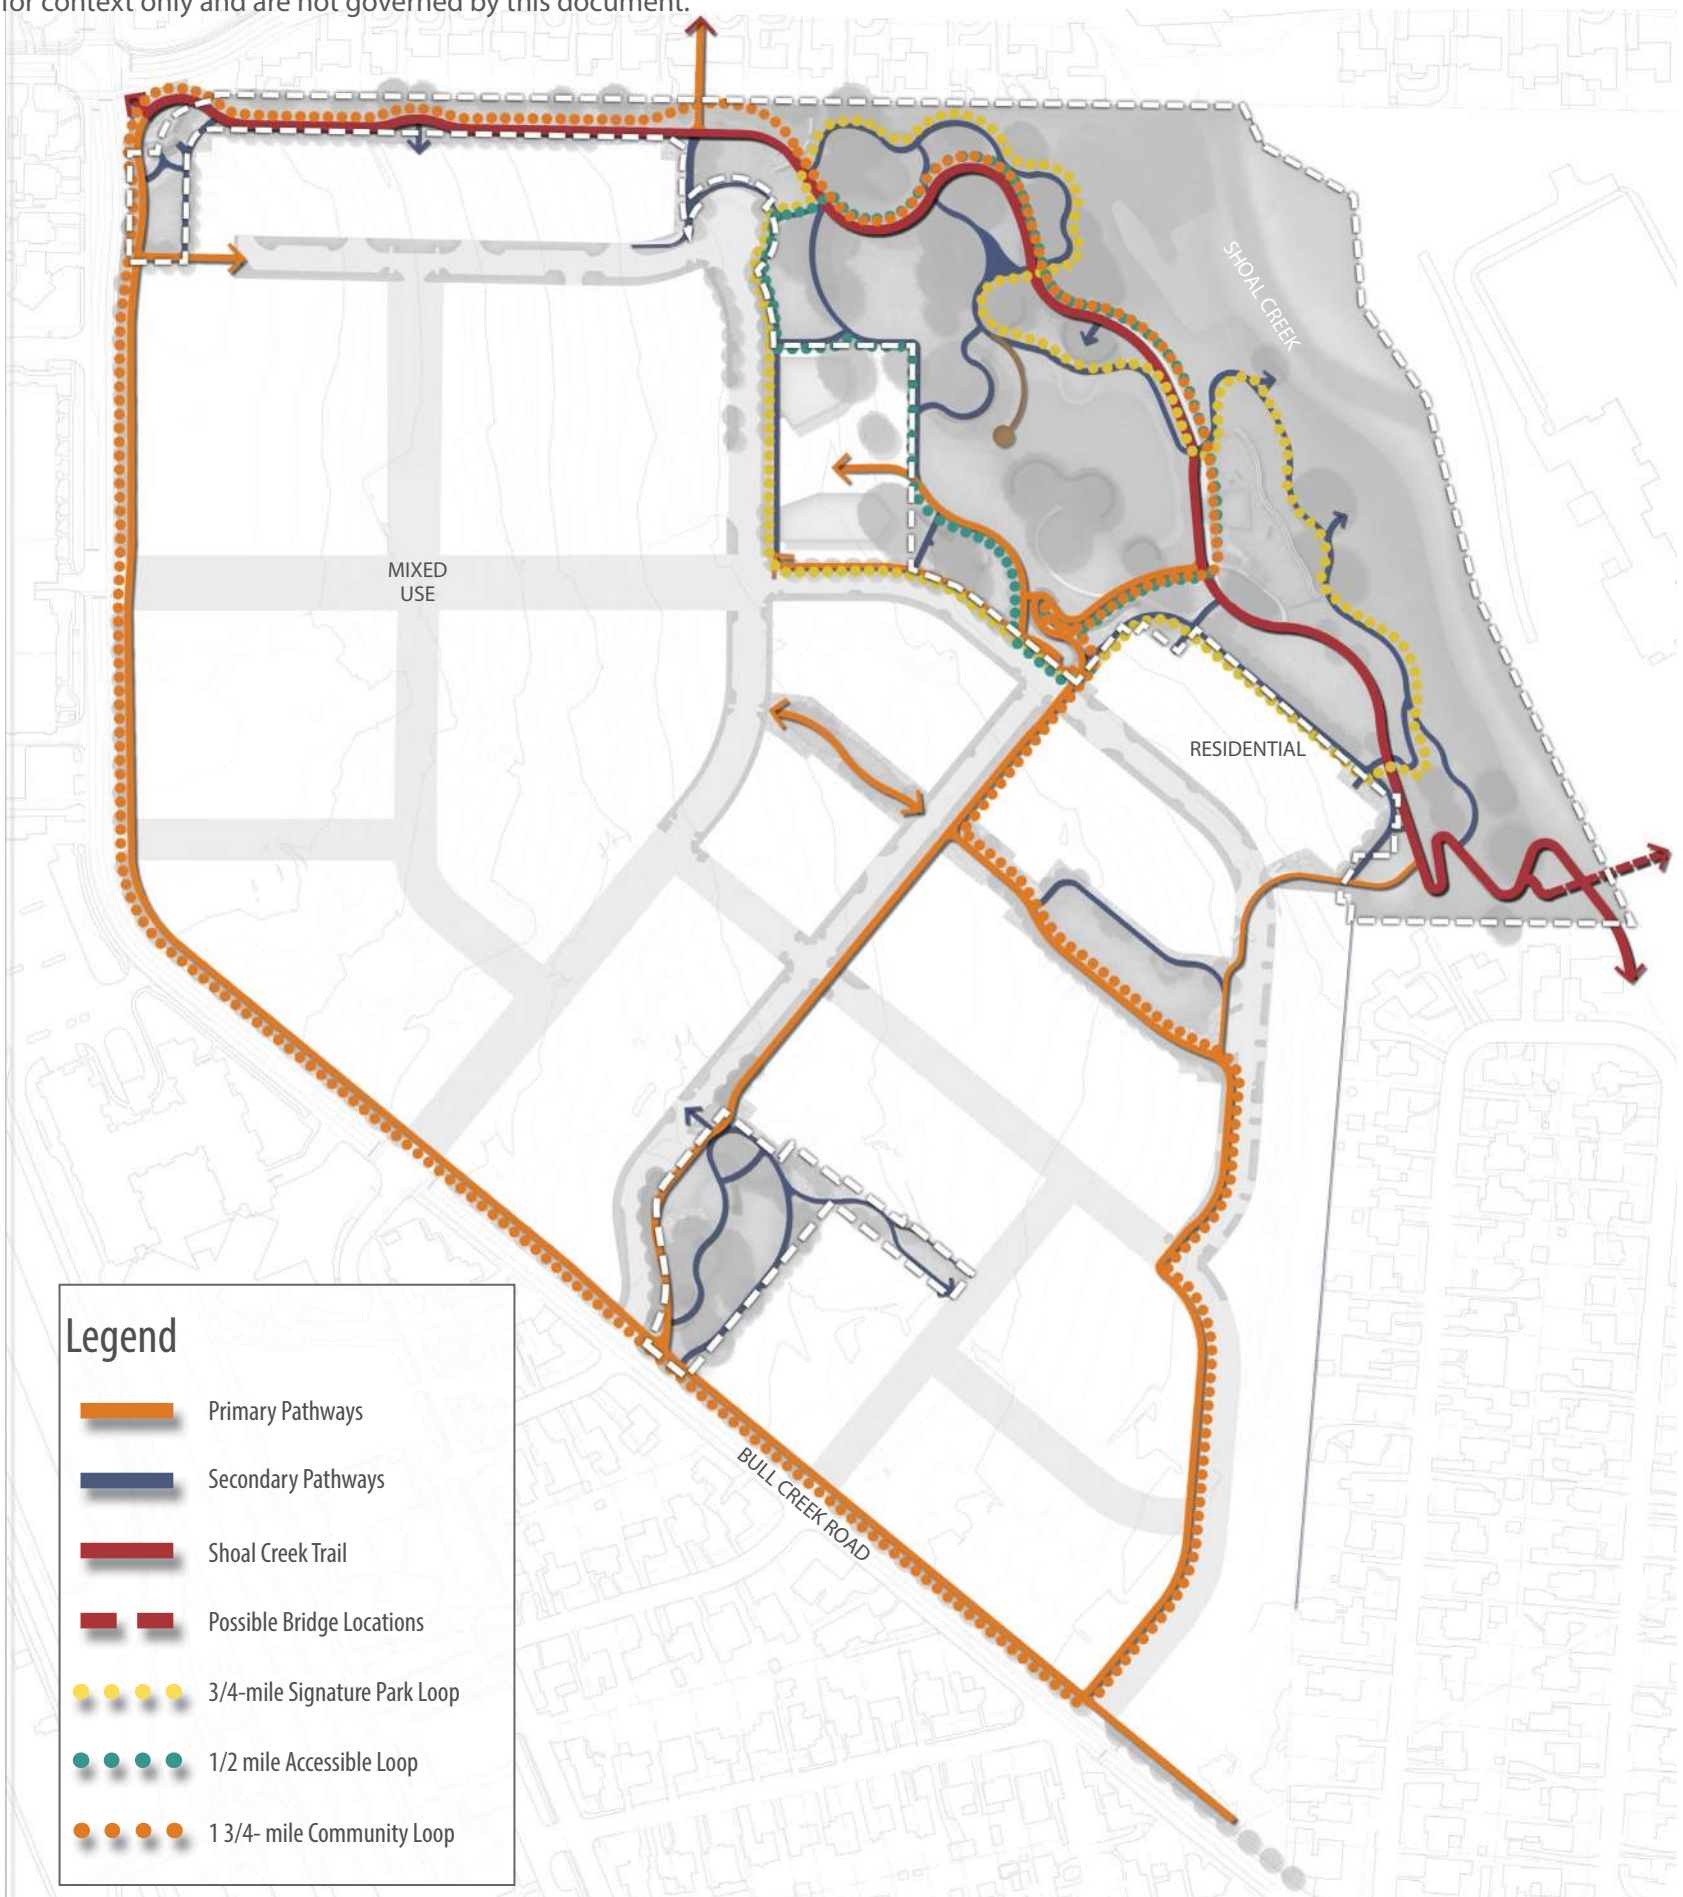 for context only and are not governed by this document.
SHOAL CREEK
MIXED
USE
RESIDENTIAL
BULL CREEK ROAD
Legend
Primary Pathways
Secondary Pathways
Shoal Creek Trail
Possible Bridge Locations
3/4-mile Signature Park Loop
1/2 mile Accessible Loop
1 3/4- mile Community Loop